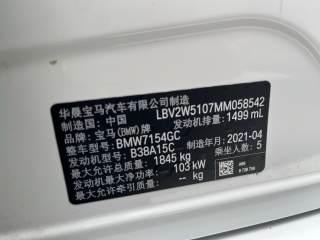 华晨宝马汽车有限公司制造
制造国: 中国 LBV2W5107MM058542
品牌: 宝马(BMW)牌 发动机排量: 1499 mL
整车型号: BMW7154GC
发动机型号: B38A15C 制造年月: 2021-04
最大允许总质量: 1845 kg 乘坐人数: 5
发动机最大净功率: 103 kW
最大允许牵引质量: -- kg